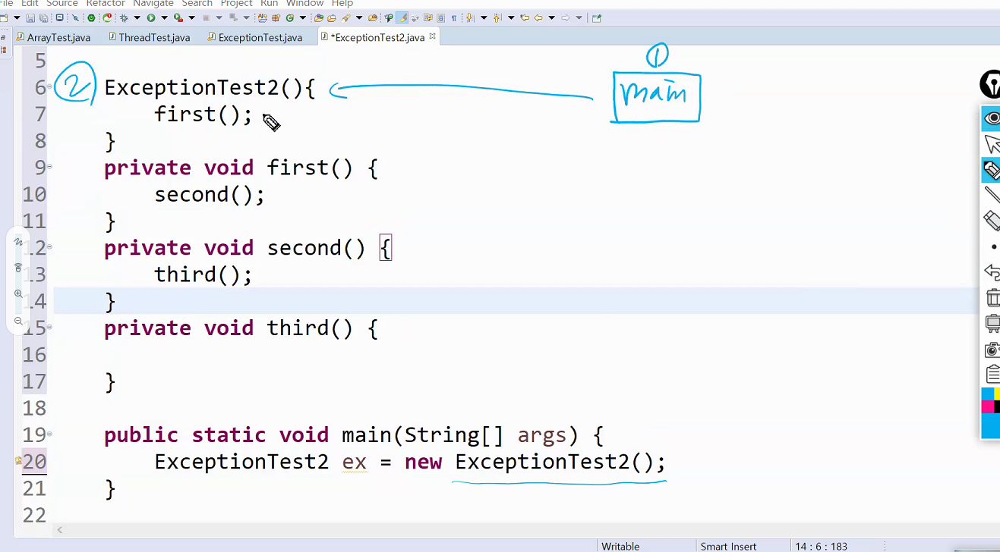 File Edit Source Refactor Navigate Search Project Run Window Help
ArrayTest.java ThreadTest.java ExceptionTest.java *ExceptionTest2.java
①
main
②
5
6 ExceptionTest2(){
7 first();
8 }
9 private void first() {
10 second();
11 }
12 private void second() {
13 third();
14 }
15 private void third() {
16
17 }
18
19 public static void main(String[] args) {
20 ExceptionTest2 ex = new ExceptionTest2();
21 }
22
Writable Smart Insert 14 : 6 : 183